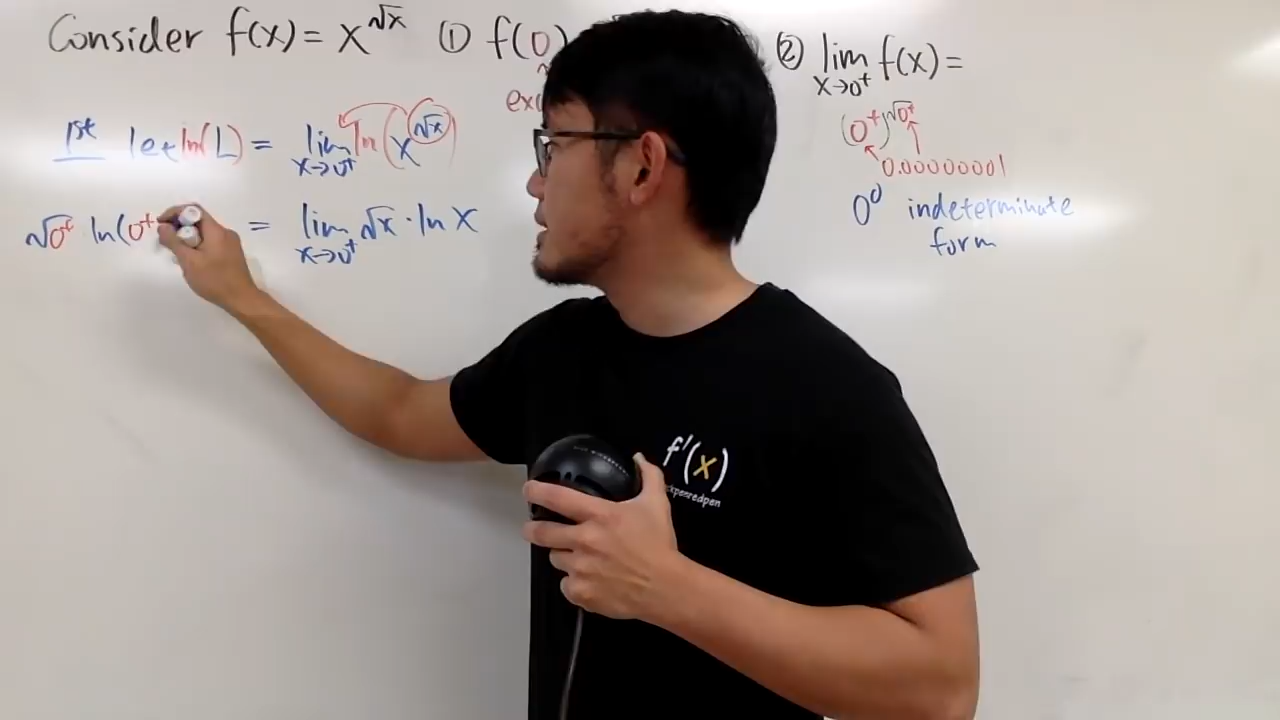 Consider f(x) = x^√x ① f(0) ② lim x→0⁺ f(x) =
(0⁺)^√0⁺
0.00000001
1st let ln(L) = lim x→0⁺ ln(x^√x)
0⁰ indeterminate form
√0⁺ ln(0⁺ = lim x→0⁺ √x · ln x
f'(x)
ckpenredpen